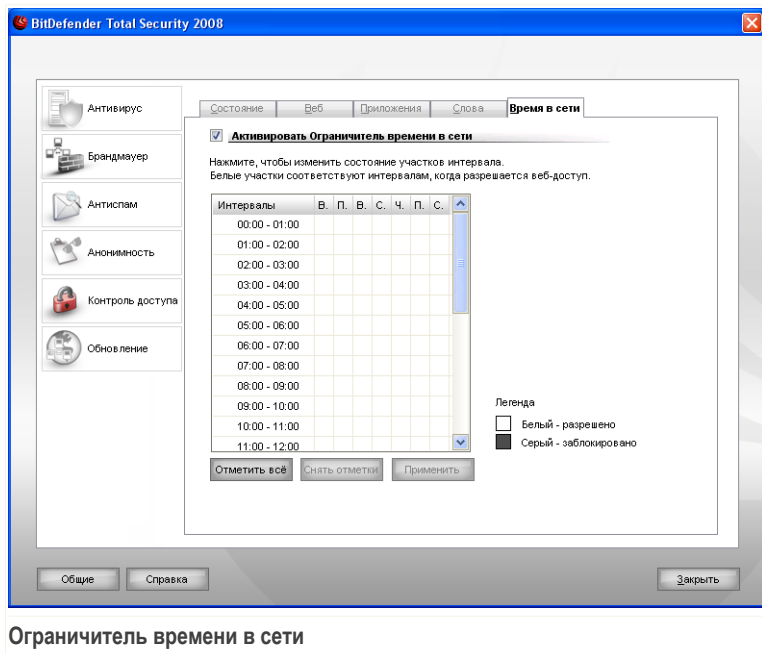 BitDefender Total Security 2008
Антивирус
Брандмауер
Антиспам
Анонимность
Контроль доступа
Обновление
Состояние Веб Приложения Слова Время в сети
Активировать Ограничитель времени в сети
Нажмите, чтобы изменить состояние участков интервала.
Белые участки соответствуют интервалам, когда разрешается веб-доступ.
Интервалы В. П. В. С. Ч. П. С.
00:00 - 01:00
01:00 - 02:00
02:00 - 03:00
03:00 - 04:00
04:00 - 05:00
05:00 - 06:00
06:00 - 07:00
07:00 - 08:00
08:00 - 09:00
09:00 - 10:00
10:00 - 11:00
11:00 - 12:00
Легенда
Белый - разрешено
Серый - заблокировано
Отметить всё Снять отметки Применить
Общие Справка Закрыть
Ограничитель времени в сети